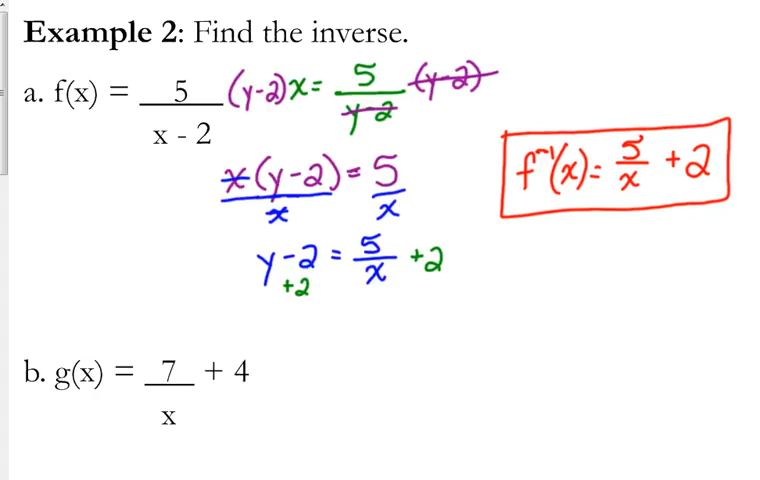 Example 2: Find the inverse.
a. f(x) = 5/(x - 2)
(y-2)x = 5/(y-2) (y-2)
x(y-2)/x = 5/x
y-2 = 5/x +2
+2
f⁻¹(x) = 5/x + 2
b. g(x) = 7/x + 4